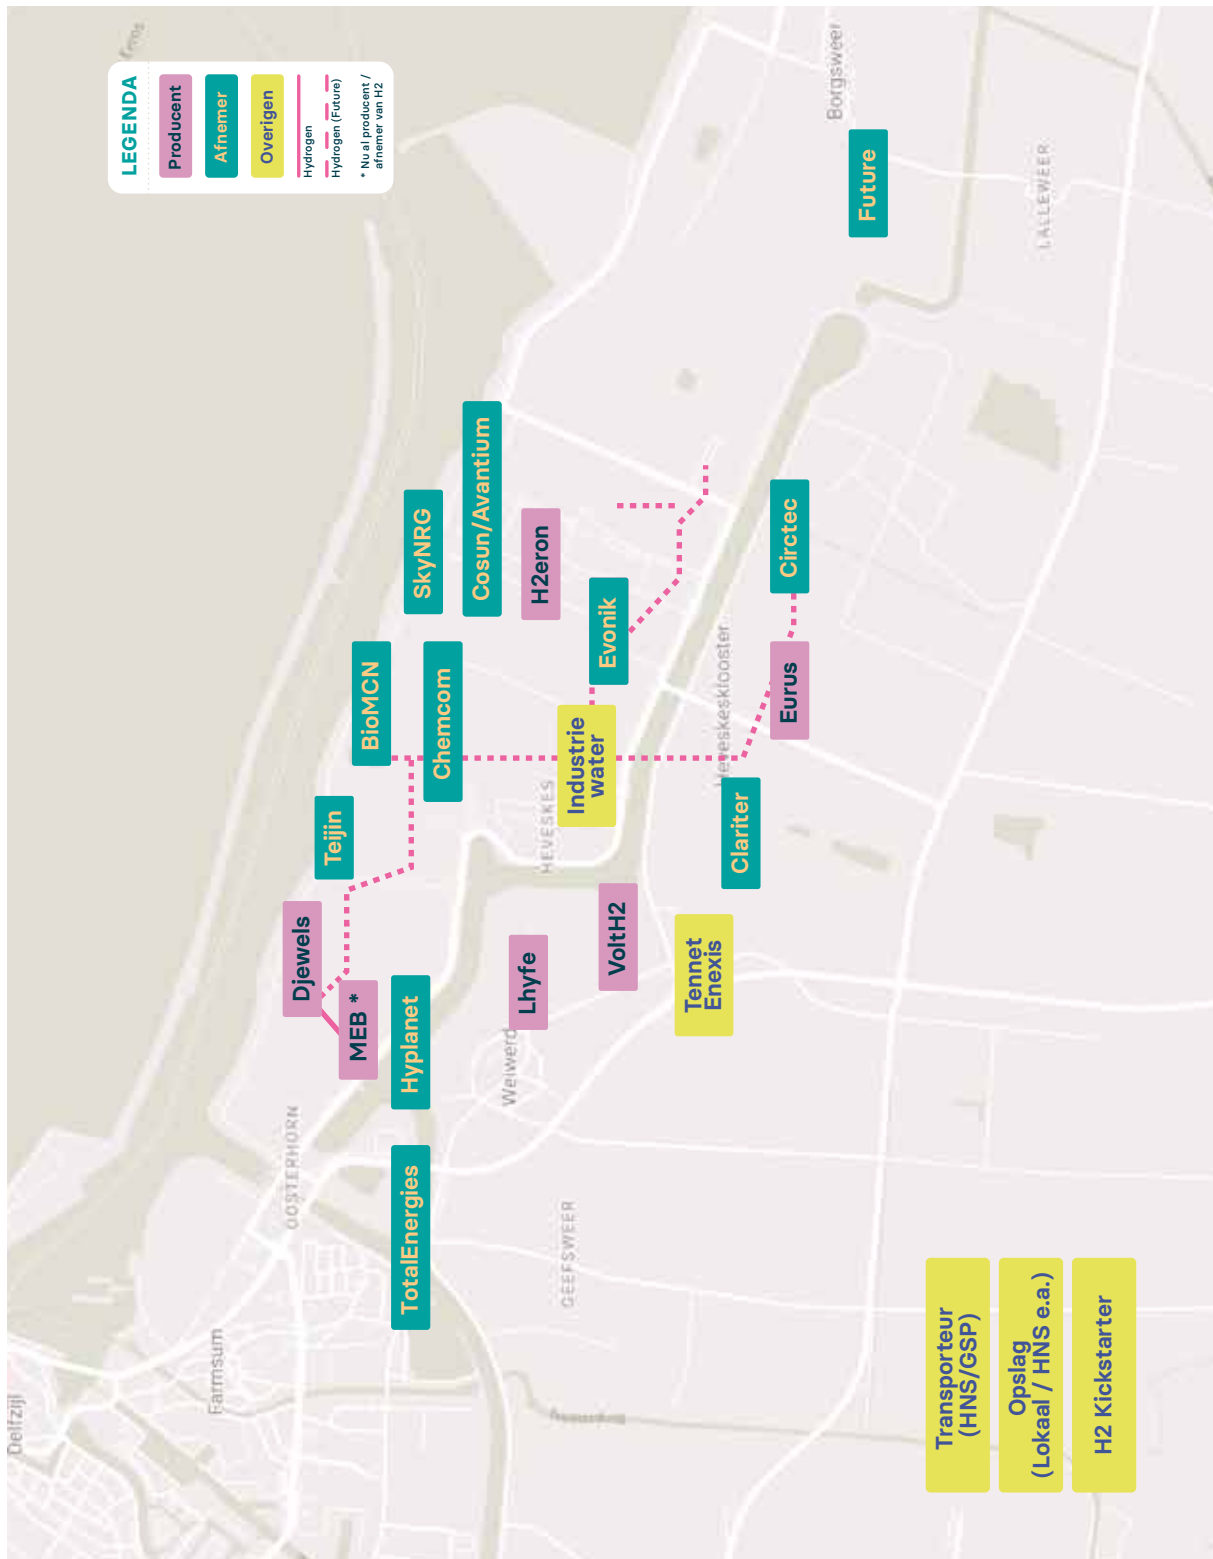 LEGENDA
Producent
Afnemer
Overigen
Hydrogen
Hydrogen (Future)
* Nu al producent /
afnemer van H2
Delfzijl
Farmsum
OOSTERHORN
GEEFSWEER
Weiwerd
HEVESKES
Heveskesklooster
Borgsweer
LALLEWEER
Eems
TotalEnergies
Hyplanet
MEB *
Djewels
Teijin
BioMCN
Chemcom
SkyNRG
Cosun/Avantium
H2eron
Evonik
Industrie
water
Lhyfe
VoltH2
Tennet
Enexis
Clariter
Eurus
Circtec
Future
Transporteur
(HNS/GSP)
Opslag
(Lokaal / HNS e.a.)
H2 Kickstarter